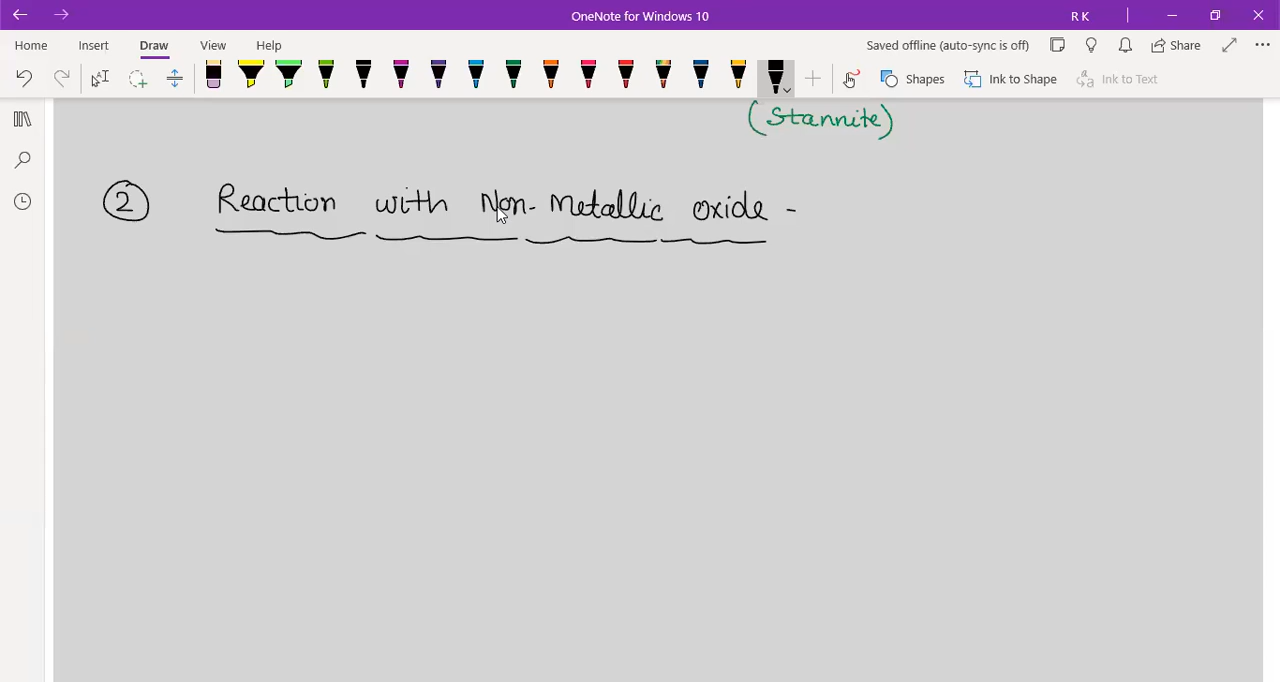 OneNote for Windows 10
R K
Home Insert Draw View Help
Saved offline (auto-sync is off) Share
Shapes Ink to Shape Ink to Text
(Stannite)
2 Reaction with Non-Metallic oxide -